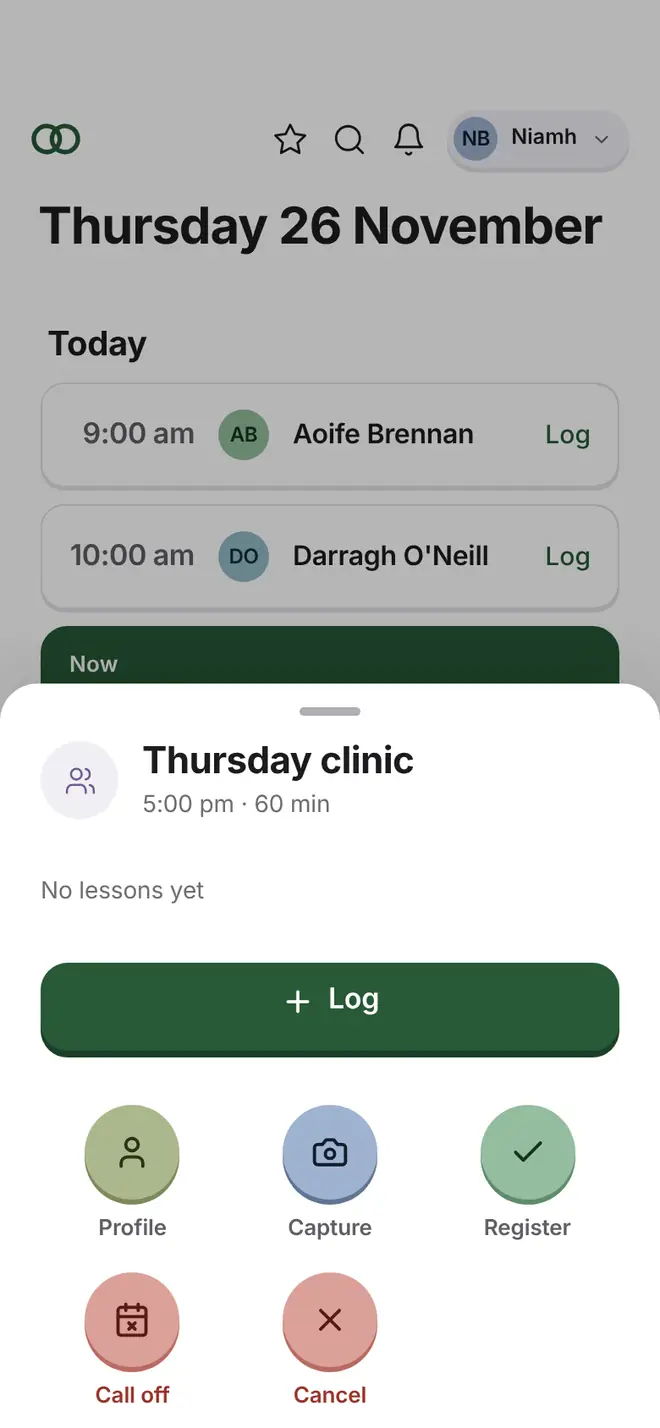 NB Niamh
Thursday 26 November
Today
9:00 am AB Aoife Brennan Log
10:00 am DO Darragh O'Neill Log
Now
Thursday clinic
5:00 pm · 60 min
No lessons yet
+ Log
Profile Capture Register
Call off Cancel